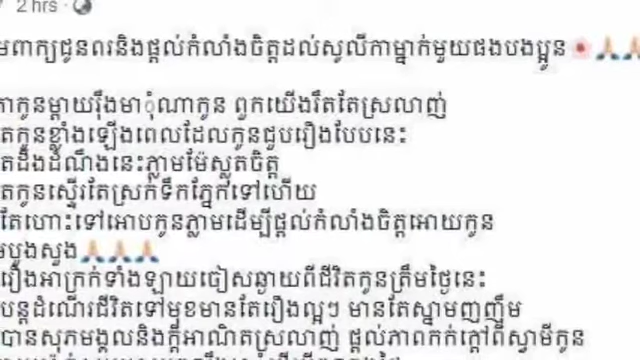 2 hrs ·
មពាក្យជូនពរនិងផ្ដល់កំលាំងចិត្តដល់សូលីកាម្នាក់មួយផងបងប្អូន🌸🙏🏻🙏🏻
កាកូនម្ដាយរ៉ឹងមាុំណាកូន ពួកយើងរឹតតែស្រលាញ់
តកូនខ្លាំងឡើងពេលដែលកូនជួបរឿងបែបនេះ
តដឹងដំណឹងនេះភ្លាមម៉ែស្លុតចិត្ត
តកូនស្ទើរតែស្រក់ទឹកភ្នែកទៅហើយ
តែហោះទៅអោបកូនភ្លាមដើម្បីផ្ដល់កំលាំងចិត្តអោយកូន
មបួងសួង🙏🏻🙏🏻🙏🏻
រឿងអាក្រក់ទាំងឡាយចៀសឆ្ងាយពីជីវិតកូនត្រឹមថ្ងៃនេះ
បន្តដំណើរជីវិតទៅមុខមានតែរឿងល្អៗ មានតែស្នាមញញឹម
បានសុភមង្គលនិងក្ដីអាណិតស្រលាញ់ ផ្ដល់ភាពកក់ក្ដៅពីស្វាមីកូន